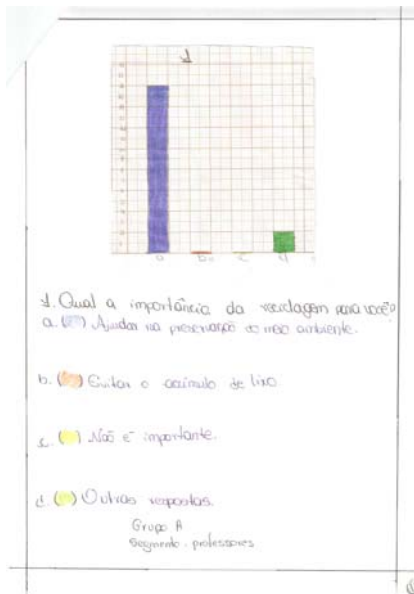 1
a b c d
1. Qual a importância da reciclagem para você?
a. ( ) Ajudar na preservação do meio ambiente.
b. ( ) Evitar o acúmulo de lixo.
c. ( ) Não é importante.
d. ( ) Outras respostas.
Grupo A
Segmento: professores